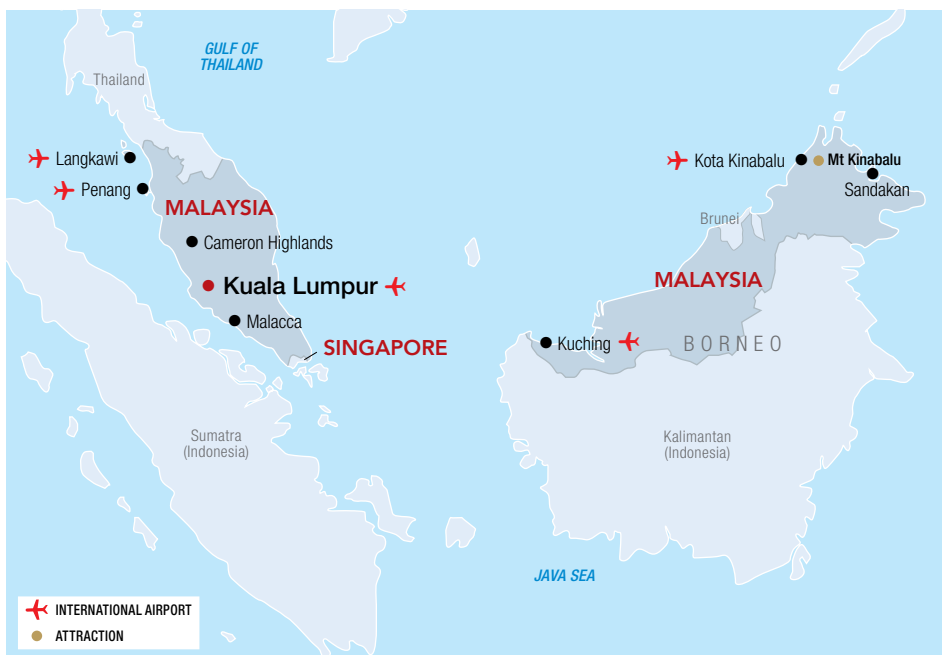 GULF OF
THAILAND
Thailand
Langkawi
Penang
MALAYSIA
Cameron Highlands
Kuala Lumpur
Malacca
SINGAPORE
Sumatra
(Indonesia)
Kota Kinabalu
Mt Kinabalu
Sandakan
Brunei
MALAYSIA
Kuching
BORNEO
Kalimantan
(Indonesia)
JAVA SEA
INTERNATIONAL AIRPORT
ATTRACTION